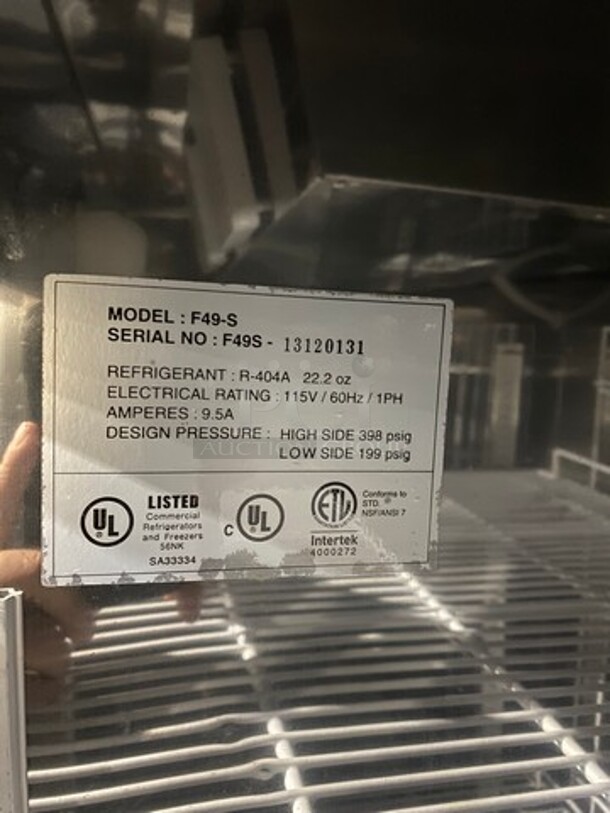 MODEL : F49-S
SERIAL NO : F49S - 13120131
REFRIGERANT : R-404A 22.2 oz
ELECTRICAL RATING : 115V / 60Hz / 1PH
AMPERES : 9.5A
DESIGN PRESSURE : HIGH SIDE 398 psig
LOW SIDE 199 psig
UL
LISTED
Commercial
Refrigerators
and Freezers
56NK
SA33334
C UL
ETL
Intertek
4000272
Conforms to
STD.
NSF/ANSI 7